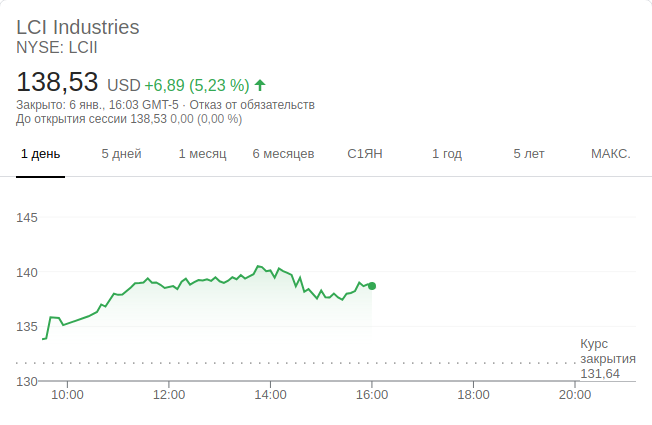 LCI Industries
NYSE: LCII
138,53 USD +6,89 (5,23 %)
Закрыто: 6 янв., 16:03 GMT-5 · Отказ от обязательств
До открытия сессии 138,53 0,00 (0,00 %)
1 день 5 дней 1 месяц 6 месяцев С1ЯН 1 год 5 лет МАКС.
145
140
135
Курс
закрытия
131,64
130
10:00 12:00 14:00 16:00 18:00 20:00